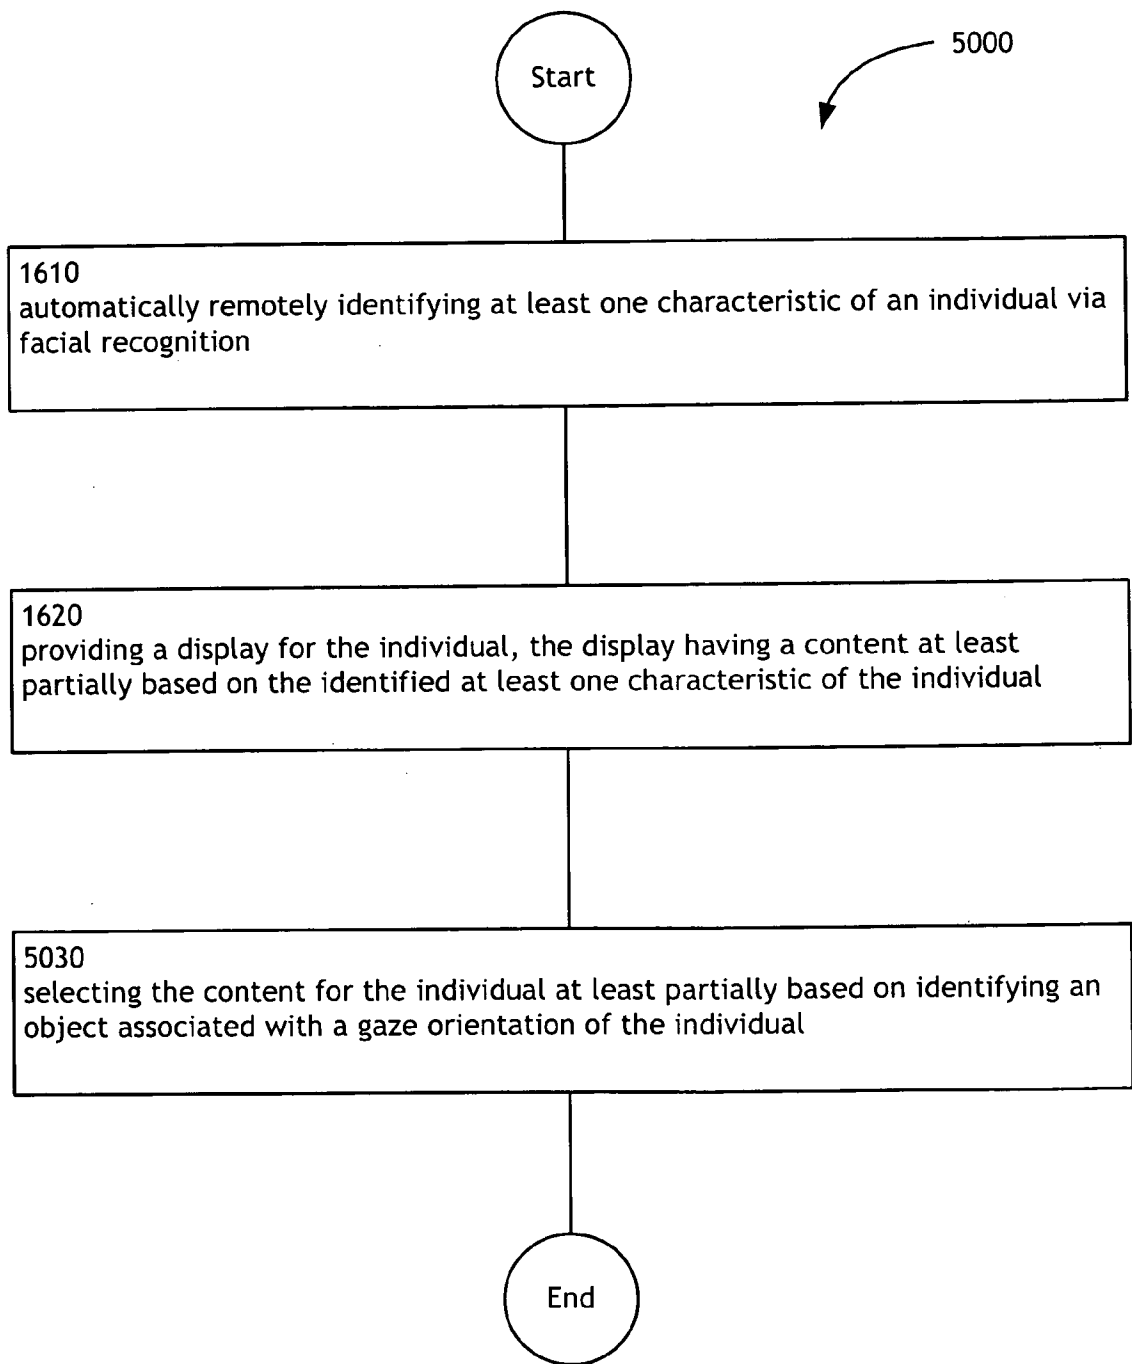 Start
5000
1610
automatically remotely identifying at least one characteristic of an individual via
facial recognition
1620
providing a display for the individual, the display having a content at least
partially based on the identified at least one characteristic of the individual
5030
selecting the content for the individual at least partially based on identifying an
object associated with a gaze orientation of the individual
End